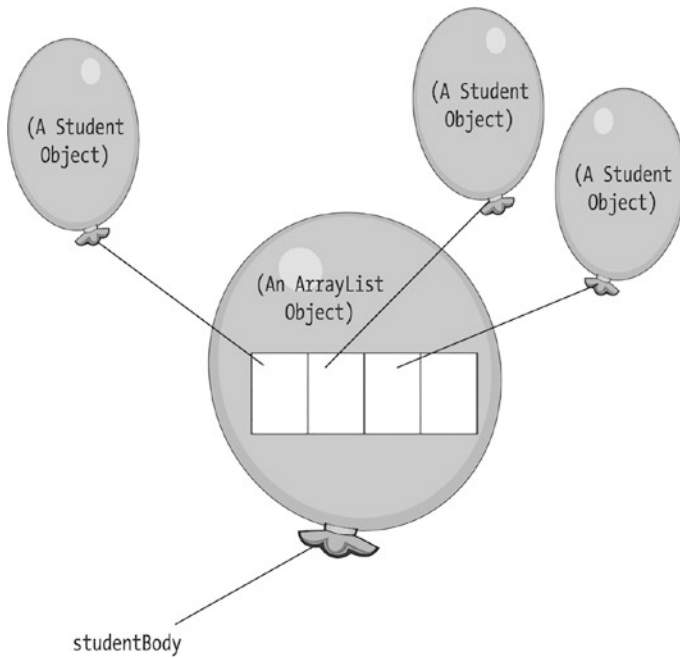 (A Student
Object)
(A Student
Object)
(A Student
Object)
(An ArrayList
Object)
studentBody